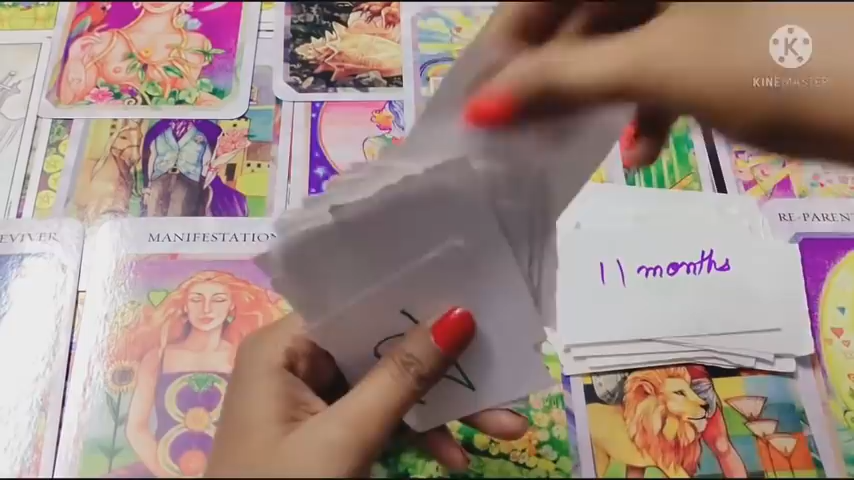 KINEMASTER
EVIVER
MANIFESTATION
RE-PARENT
11 months